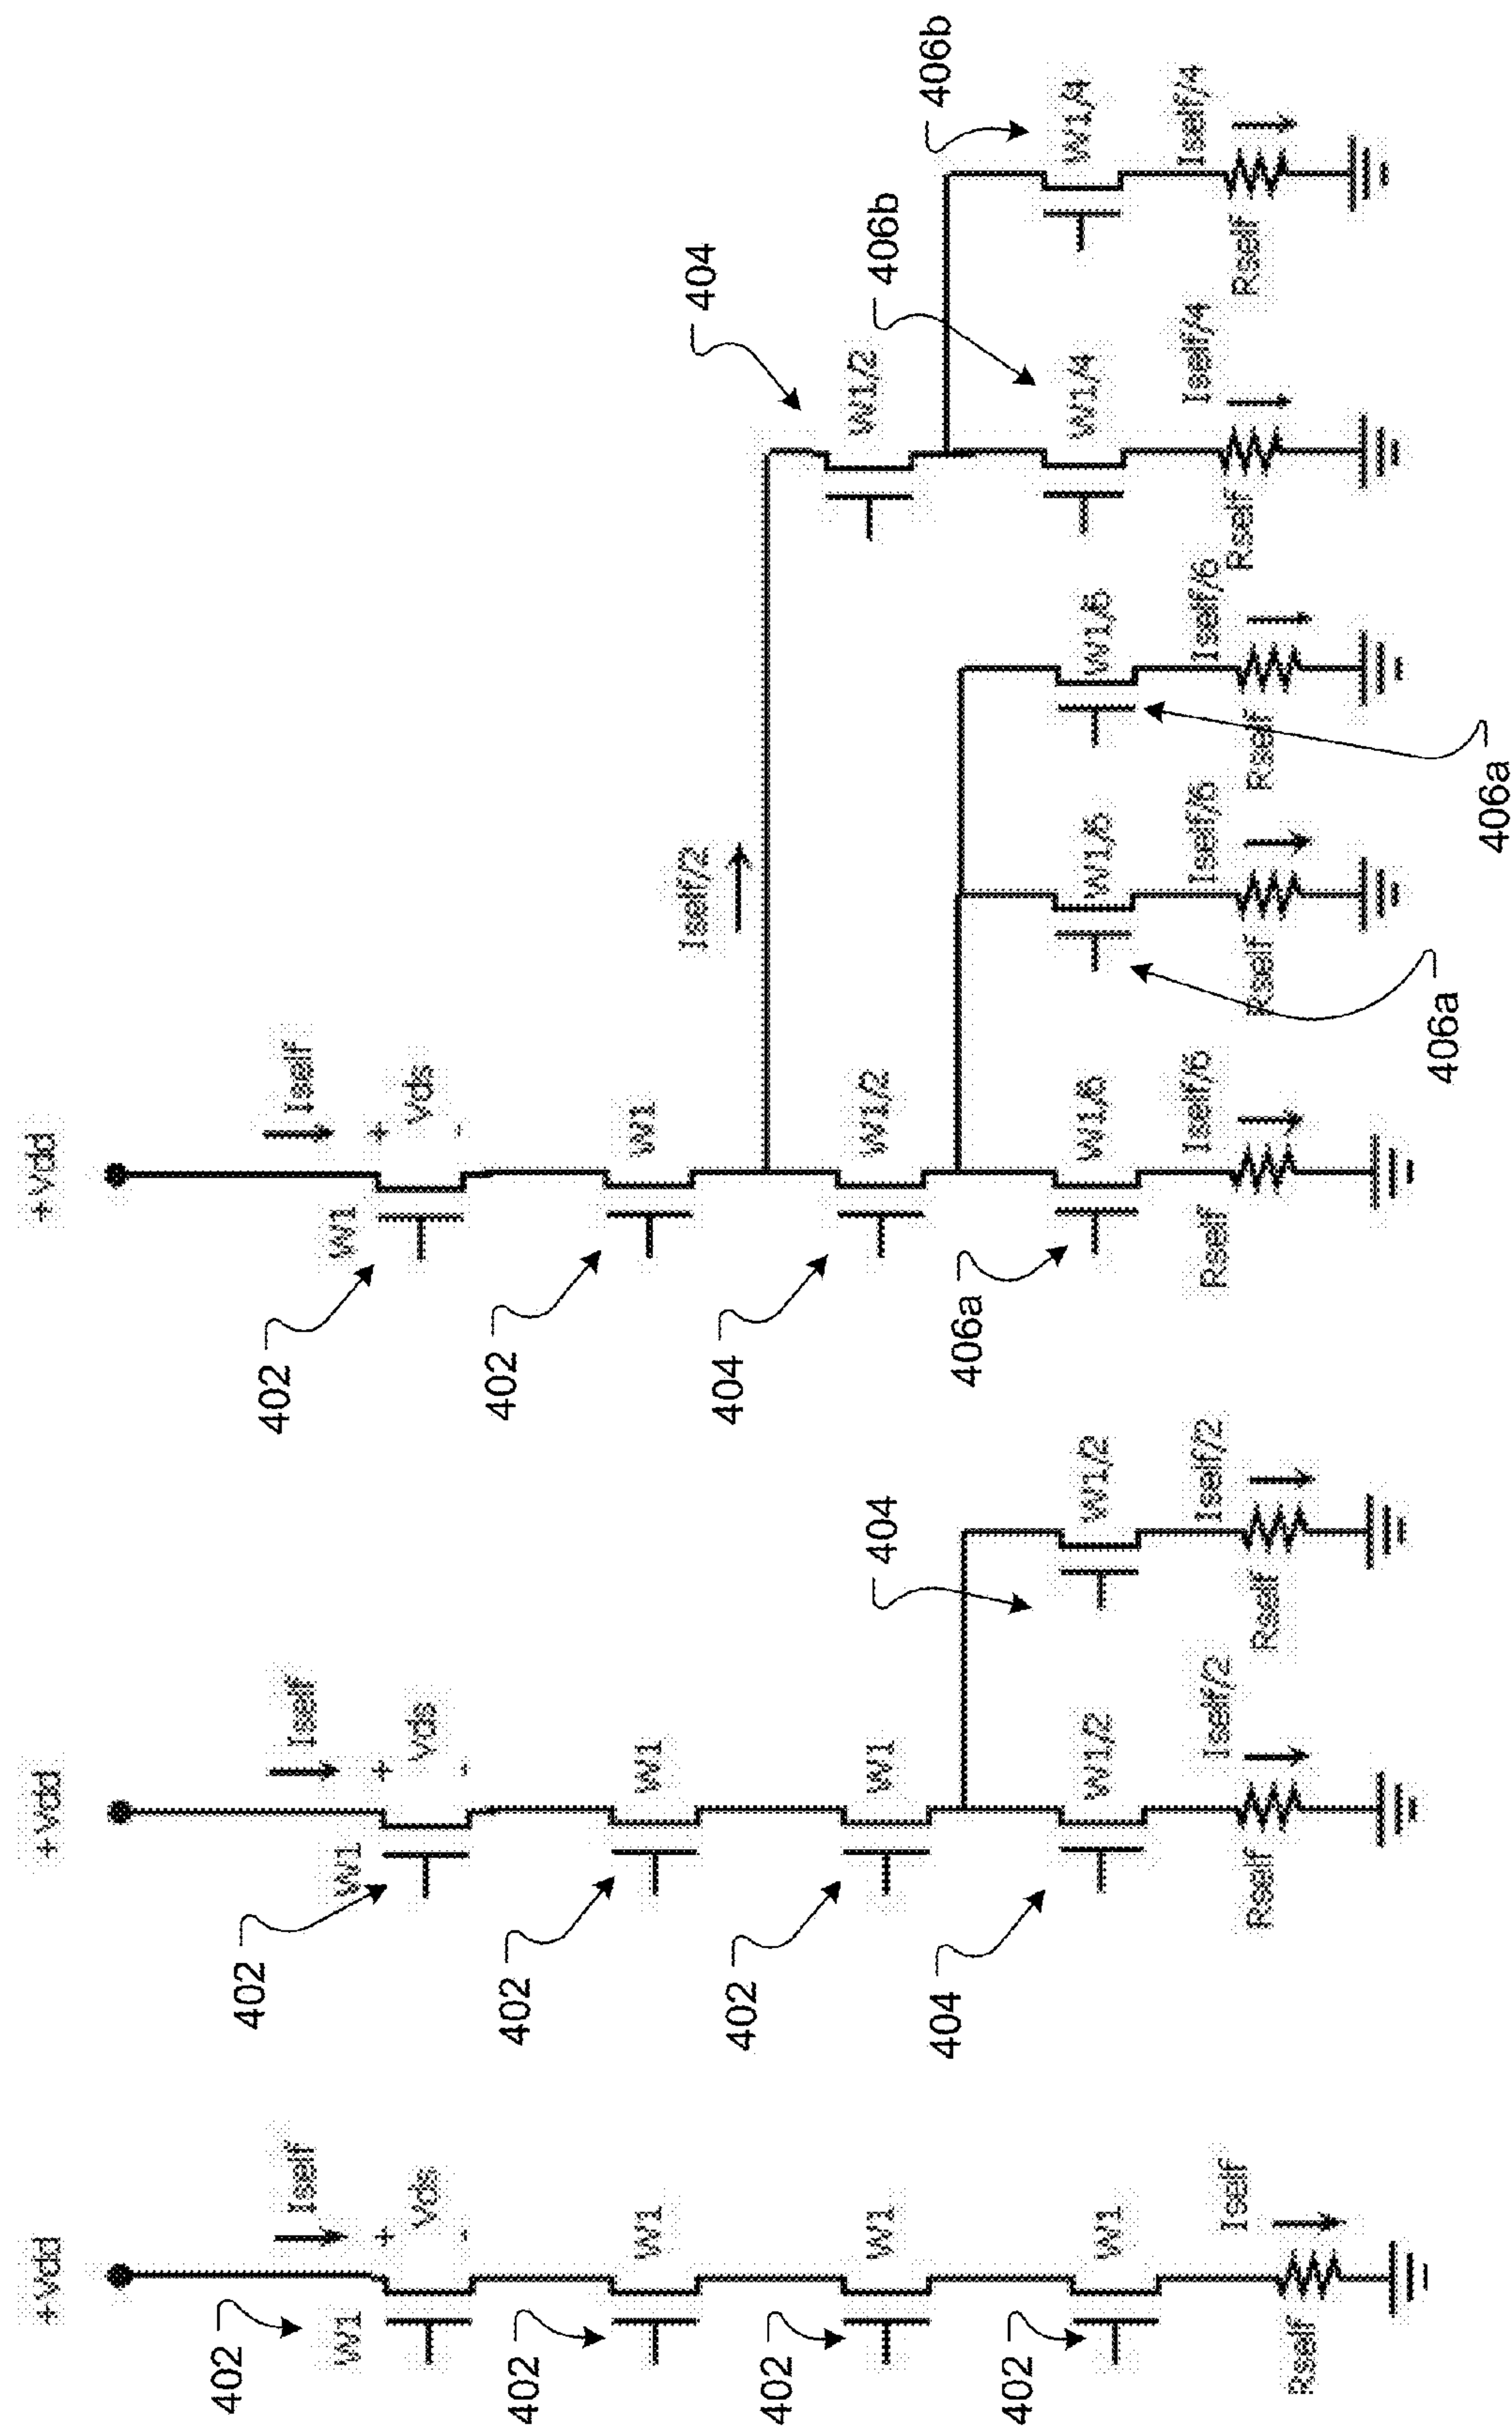 +Vdd
Iself
402
W1
+
Vds
-
402
W1
402
W1
402
W1
Iself
Rself
+Vdd
Iself
402
W1
+
Vds
-
402
W1
402
W1
404
W1/2
404
W1/2
Iself/2
Rself
Iself/2
Rself
+Vdd
Iself
402
W1
+
Vds
-
402
W1
Iself/2
404
W1/2
404
W1/2
406a
W1/6
W1/6
W1/6
406b
W1/4
406b
W1/4
Iself/6
Rself
Iself/6
Rself
Iself/6
Rself
Iself/4
Rself
Iself/4
Rself
406a
406a